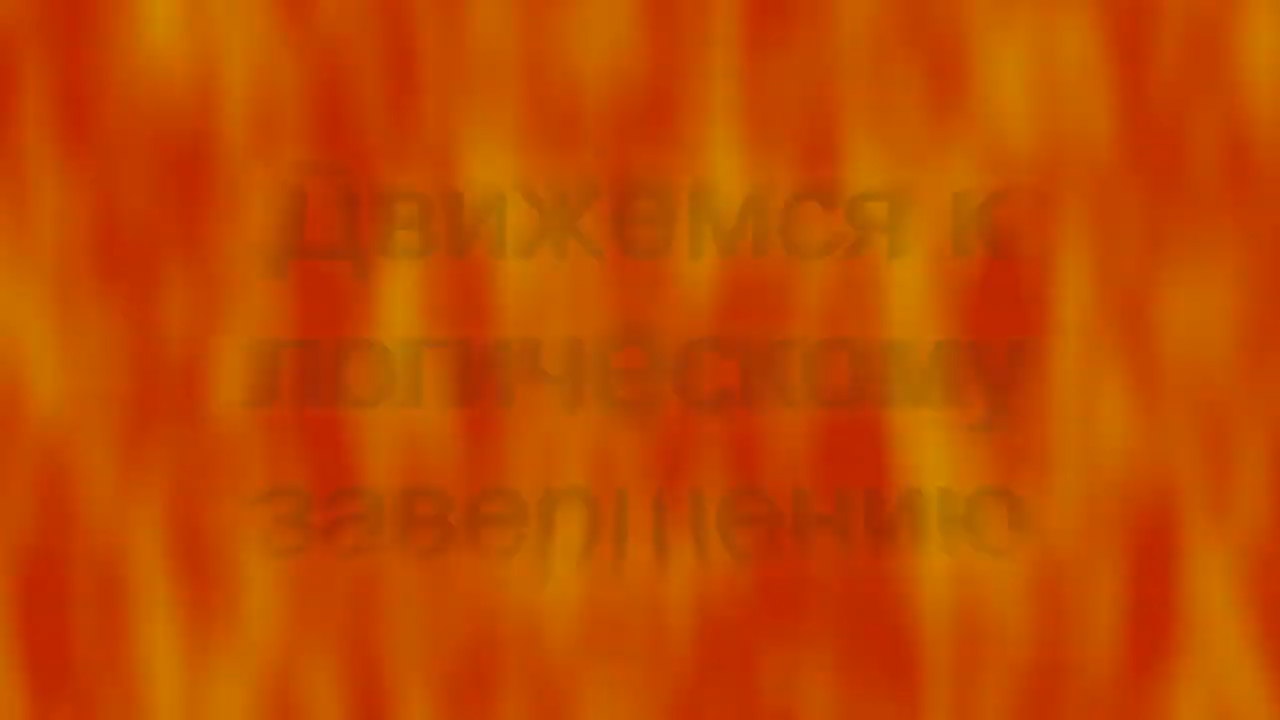 Движемся к
логическому
завершению